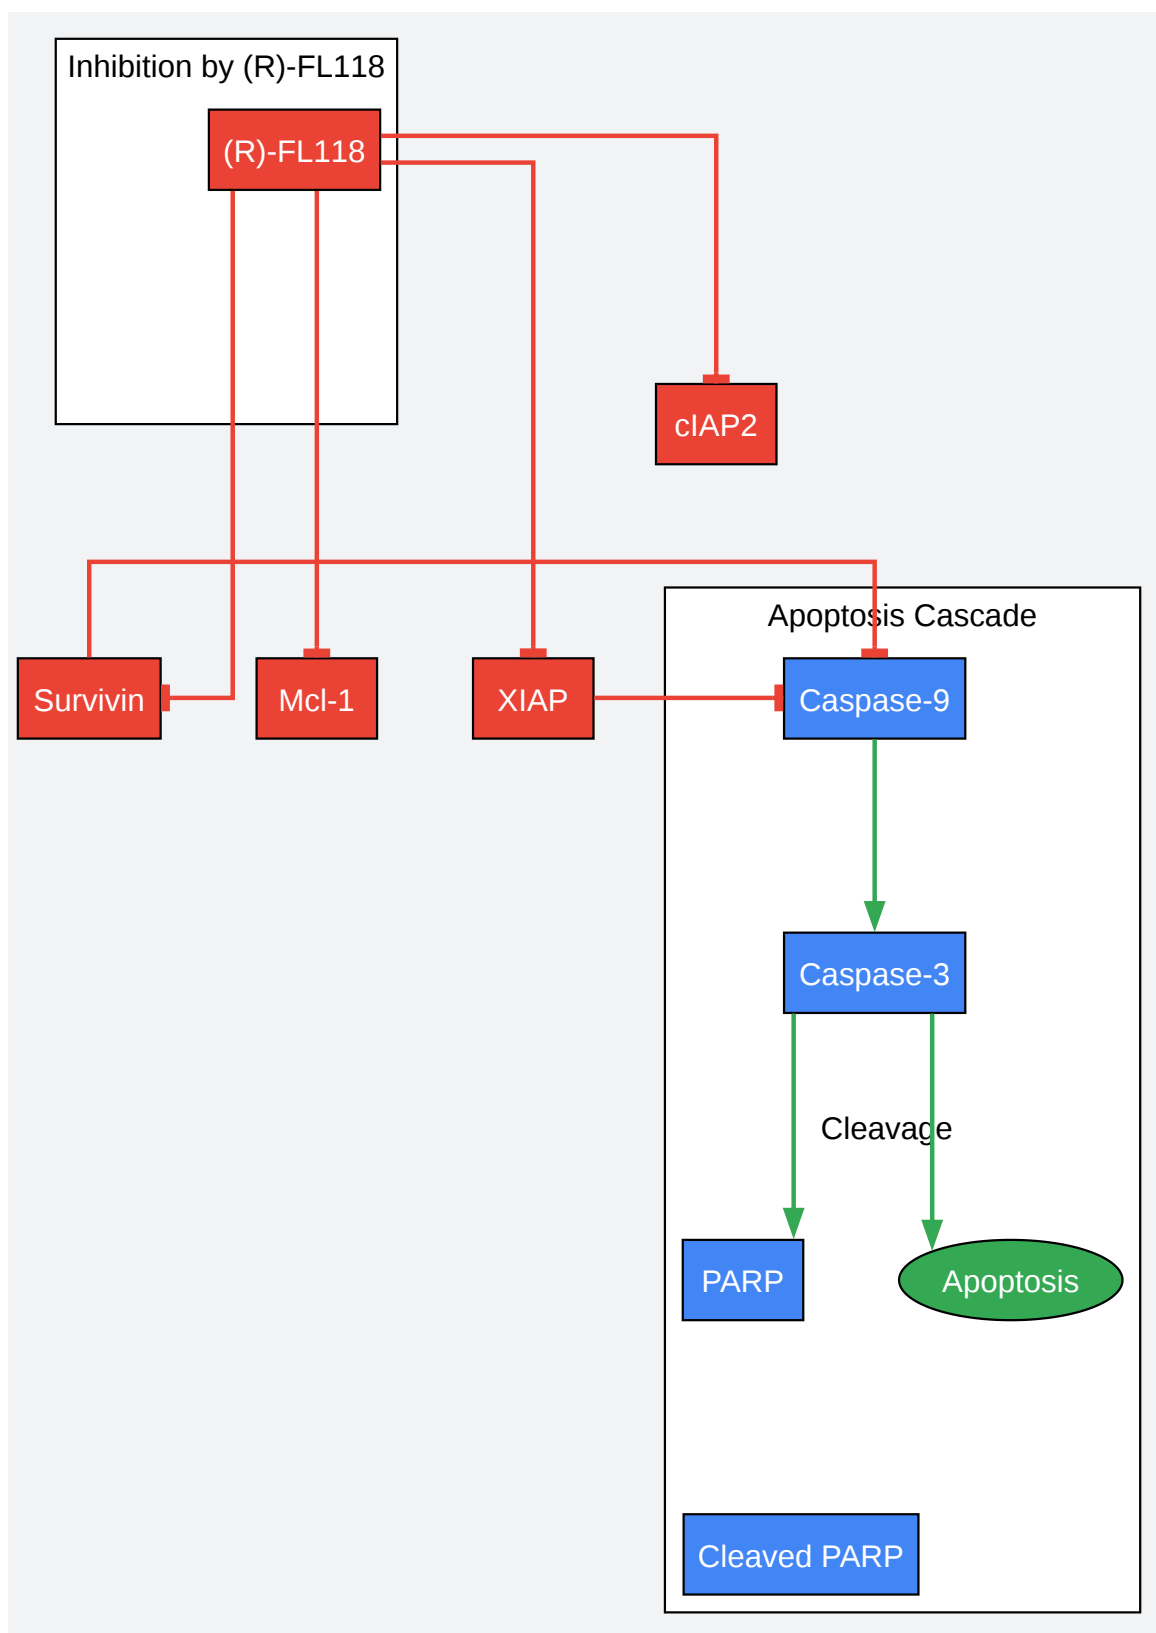 Inhibition by (R)-FL118
(R)-FL118
cIAP2
Apoptosis Cascade
Survivin
Mcl-1
XIAP
Caspase-9
Caspase-3
Cleavage
PARP
Apoptosis
Cleaved PARP